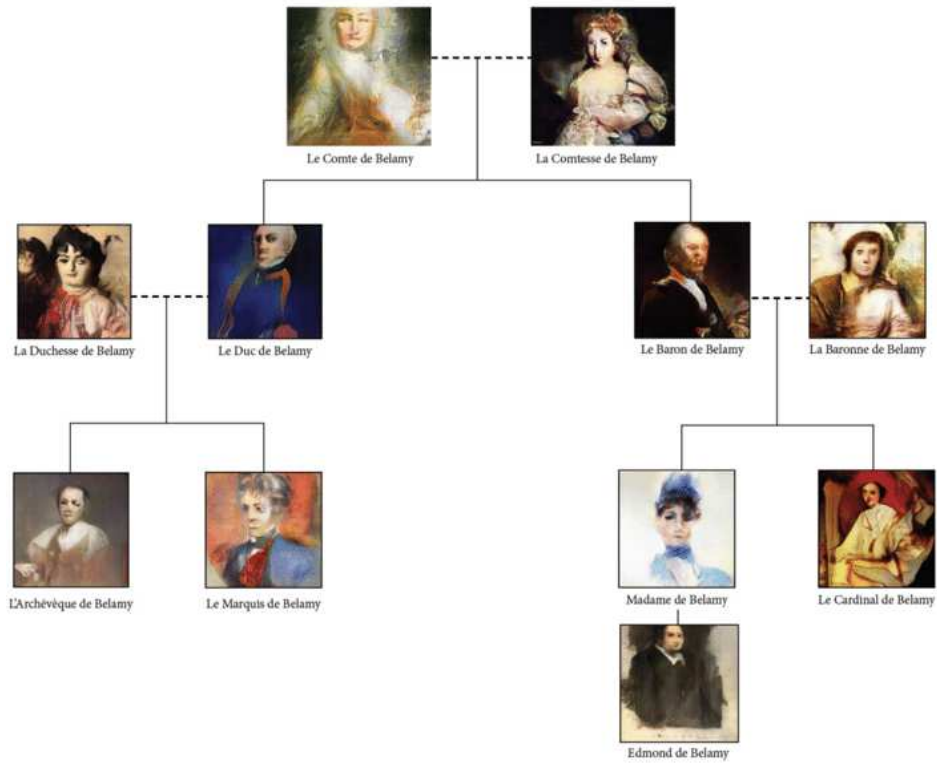 Le Comte de Belamy
La Comtesse de Belamy
La Duchesse de Belamy
Le Duc de Belamy
Le Baron de Belamy
La Baronne de Belamy
L'Archévèque de Belamy
Le Marquis de Belamy
Madame de Belamy
Le Cardinal de Belamy
Edmond de Belamy